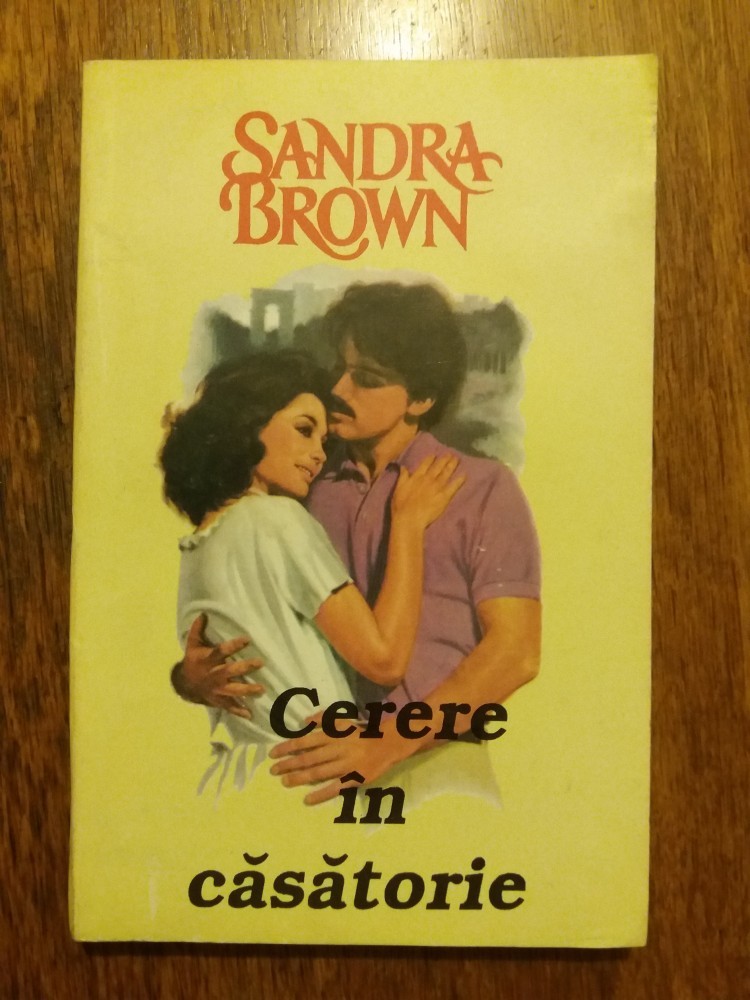 SANDRA
BROWN
Cerere
în
căsătorie